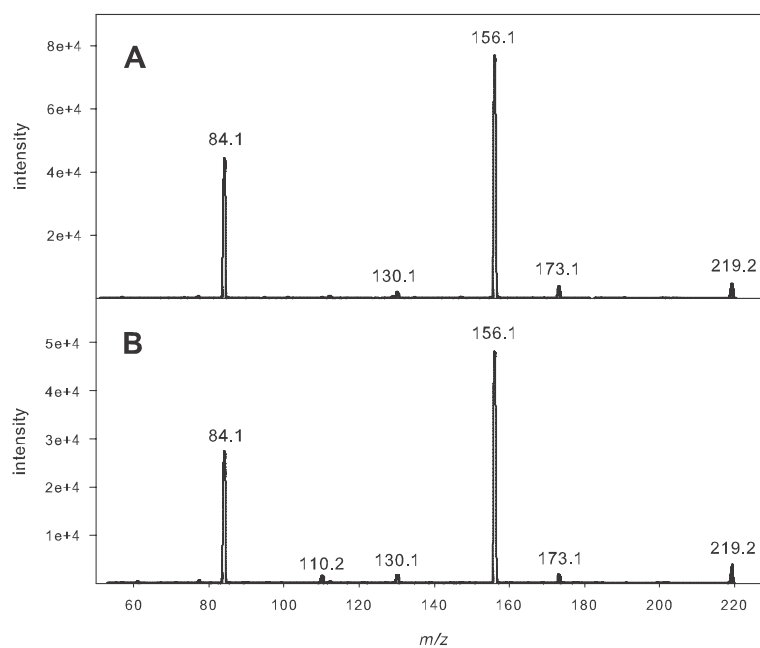 A
8e+4
6e+4
4e+4
2e+4
intensity
84.1
130.1
156.1
173.1
219.2
B
5e+4
4e+4
3e+4
2e+4
1e+4
intensity
84.1
110.2
130.1
156.1
173.1
219.2
60 80 100 120 140 160 180 200 220
m/z